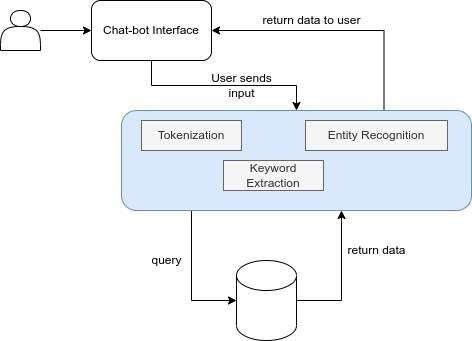 return data to user
Chat-bot Interface
User sends
input
Tokenization
Entity Recognition
Keyword
Extraction
query
return data